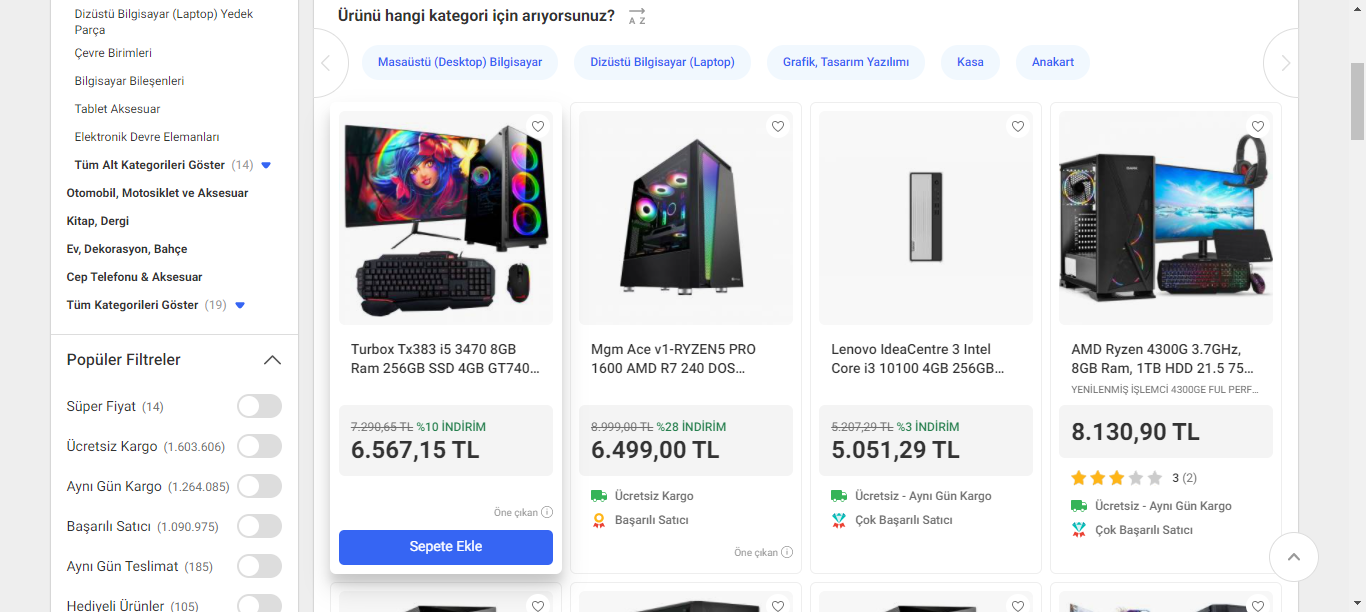 Dizüstü Bilgisayar (Laptop) Yedek
Parça
Çevre Birimleri
Bilgisayar Bileşenleri
Tablet Aksesuar
Elektronik Devre Elemanları
Tüm Alt Kategorileri Göster (14)
Otomobil, Motosiklet ve Aksesuar
Kitap, Dergi
Ev, Dekorasyon, Bahçe
Cep Telefonu & Aksesuar
Tüm Kategorileri Göster (19)
Popüler Filtreler
Süper Fiyat (14)
Ücretsiz Kargo (1.603.606)
Aynı Gün Kargo (1.264.085)
Başarılı Satıcı (1.090.975)
Aynı Gün Teslimat (185)
Hediyeli Ürünler (105)
Ürünü hangi kategori için arıyorsunuz?
A Z
Masaüstü (Desktop) Bilgisayar
Dizüstü Bilgisayar (Laptop)
Grafik, Tasarım Yazılımı
Kasa
Anakart
Turbox Tx383 i5 3470 8GB
Ram 256GB SSD 4GB GT740...
7.290,65 TL %10 İNDİRİM
6.567,15 TL
Öne çıkan
Sepete Ekle
Mgm Ace v1-RYZEN5 PRO
1600 AMD R7 240 DOS...
8.999,00 TL %28 İNDİRİM
6.499,00 TL
Ücretsiz Kargo
Başarılı Satıcı
Öne çıkan
Lenovo IdeaCentre 3 Intel
Core i3 10100 4GB 256GB...
5.207,29 TL %3 İNDİRİM
5.051,29 TL
Ücretsiz - Aynı Gün Kargo
Çok Başarılı Satıcı
AMD Ryzen 4300G 3.7GHz,
8GB Ram, 1TB HDD 21.5 75...
YENİLENMİŞ İŞLEMCİ 4300GE FUL PERF...
8.130,90 TL
3 (2)
Ücretsiz - Aynı Gün Kargo
Çok Başarılı Satıcı